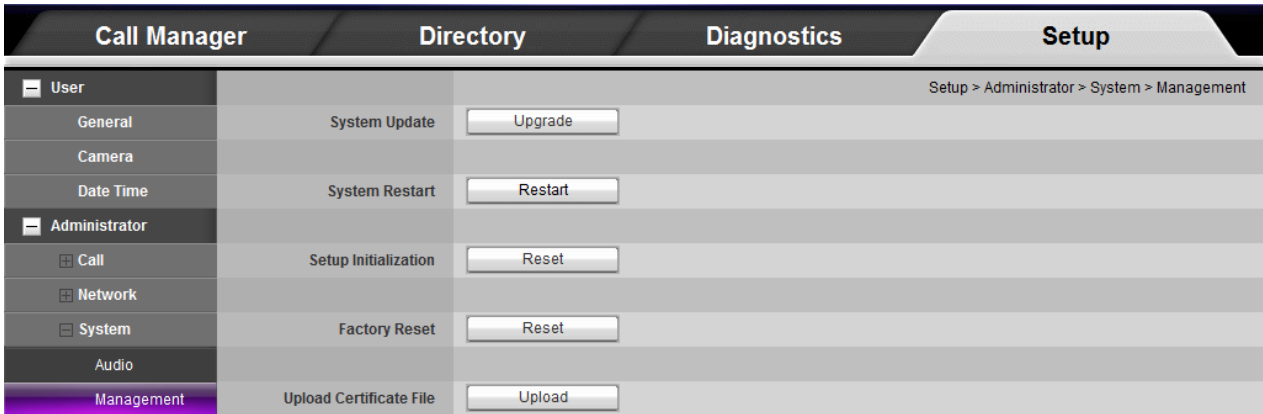 Call Manager Directory Diagnostics Setup
User Setup > Administrator > System > Management
General System Update Upgrade
Camera
Date Time System Restart Restart
Administrator
Call Setup Initialization Reset
Network
System Factory Reset Reset
Audio
Management Upload Certificate File Upload